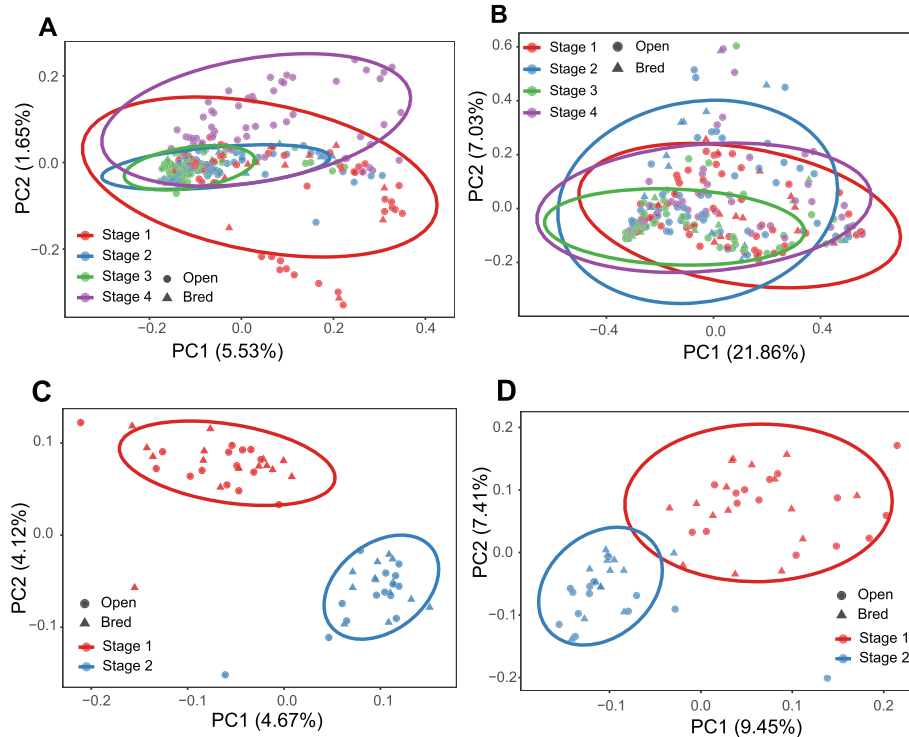 A
0.2
0.0
−0.2
PC2 (1.65%)
Stage 1
Stage 2
Stage 3
Stage 4
Open
Bred
−0.2
0.0
0.2
0.4
PC1 (5.53%)
B
0.6
0.4
0.2
0.0
−0.2
PC2 (7.03%)
Stage 1
Stage 2
Stage 3
Stage 4
Open
Bred
−0.4
0.0
0.4
PC1 (21.86%)
C
0.1
0.0
−0.1
PC2 (4.12%)
Open
Bred
Stage 1
Stage 2
−0.2
−0.1
0.0
0.1
PC1 (4.67%)
D
0.2
0.1
0.0
−0.1
−0.2
PC2 (7.41%)
Open
Bred
Stage 1
Stage 2
−0.1
0.0
0.1
0.2
PC1 (9.45%)